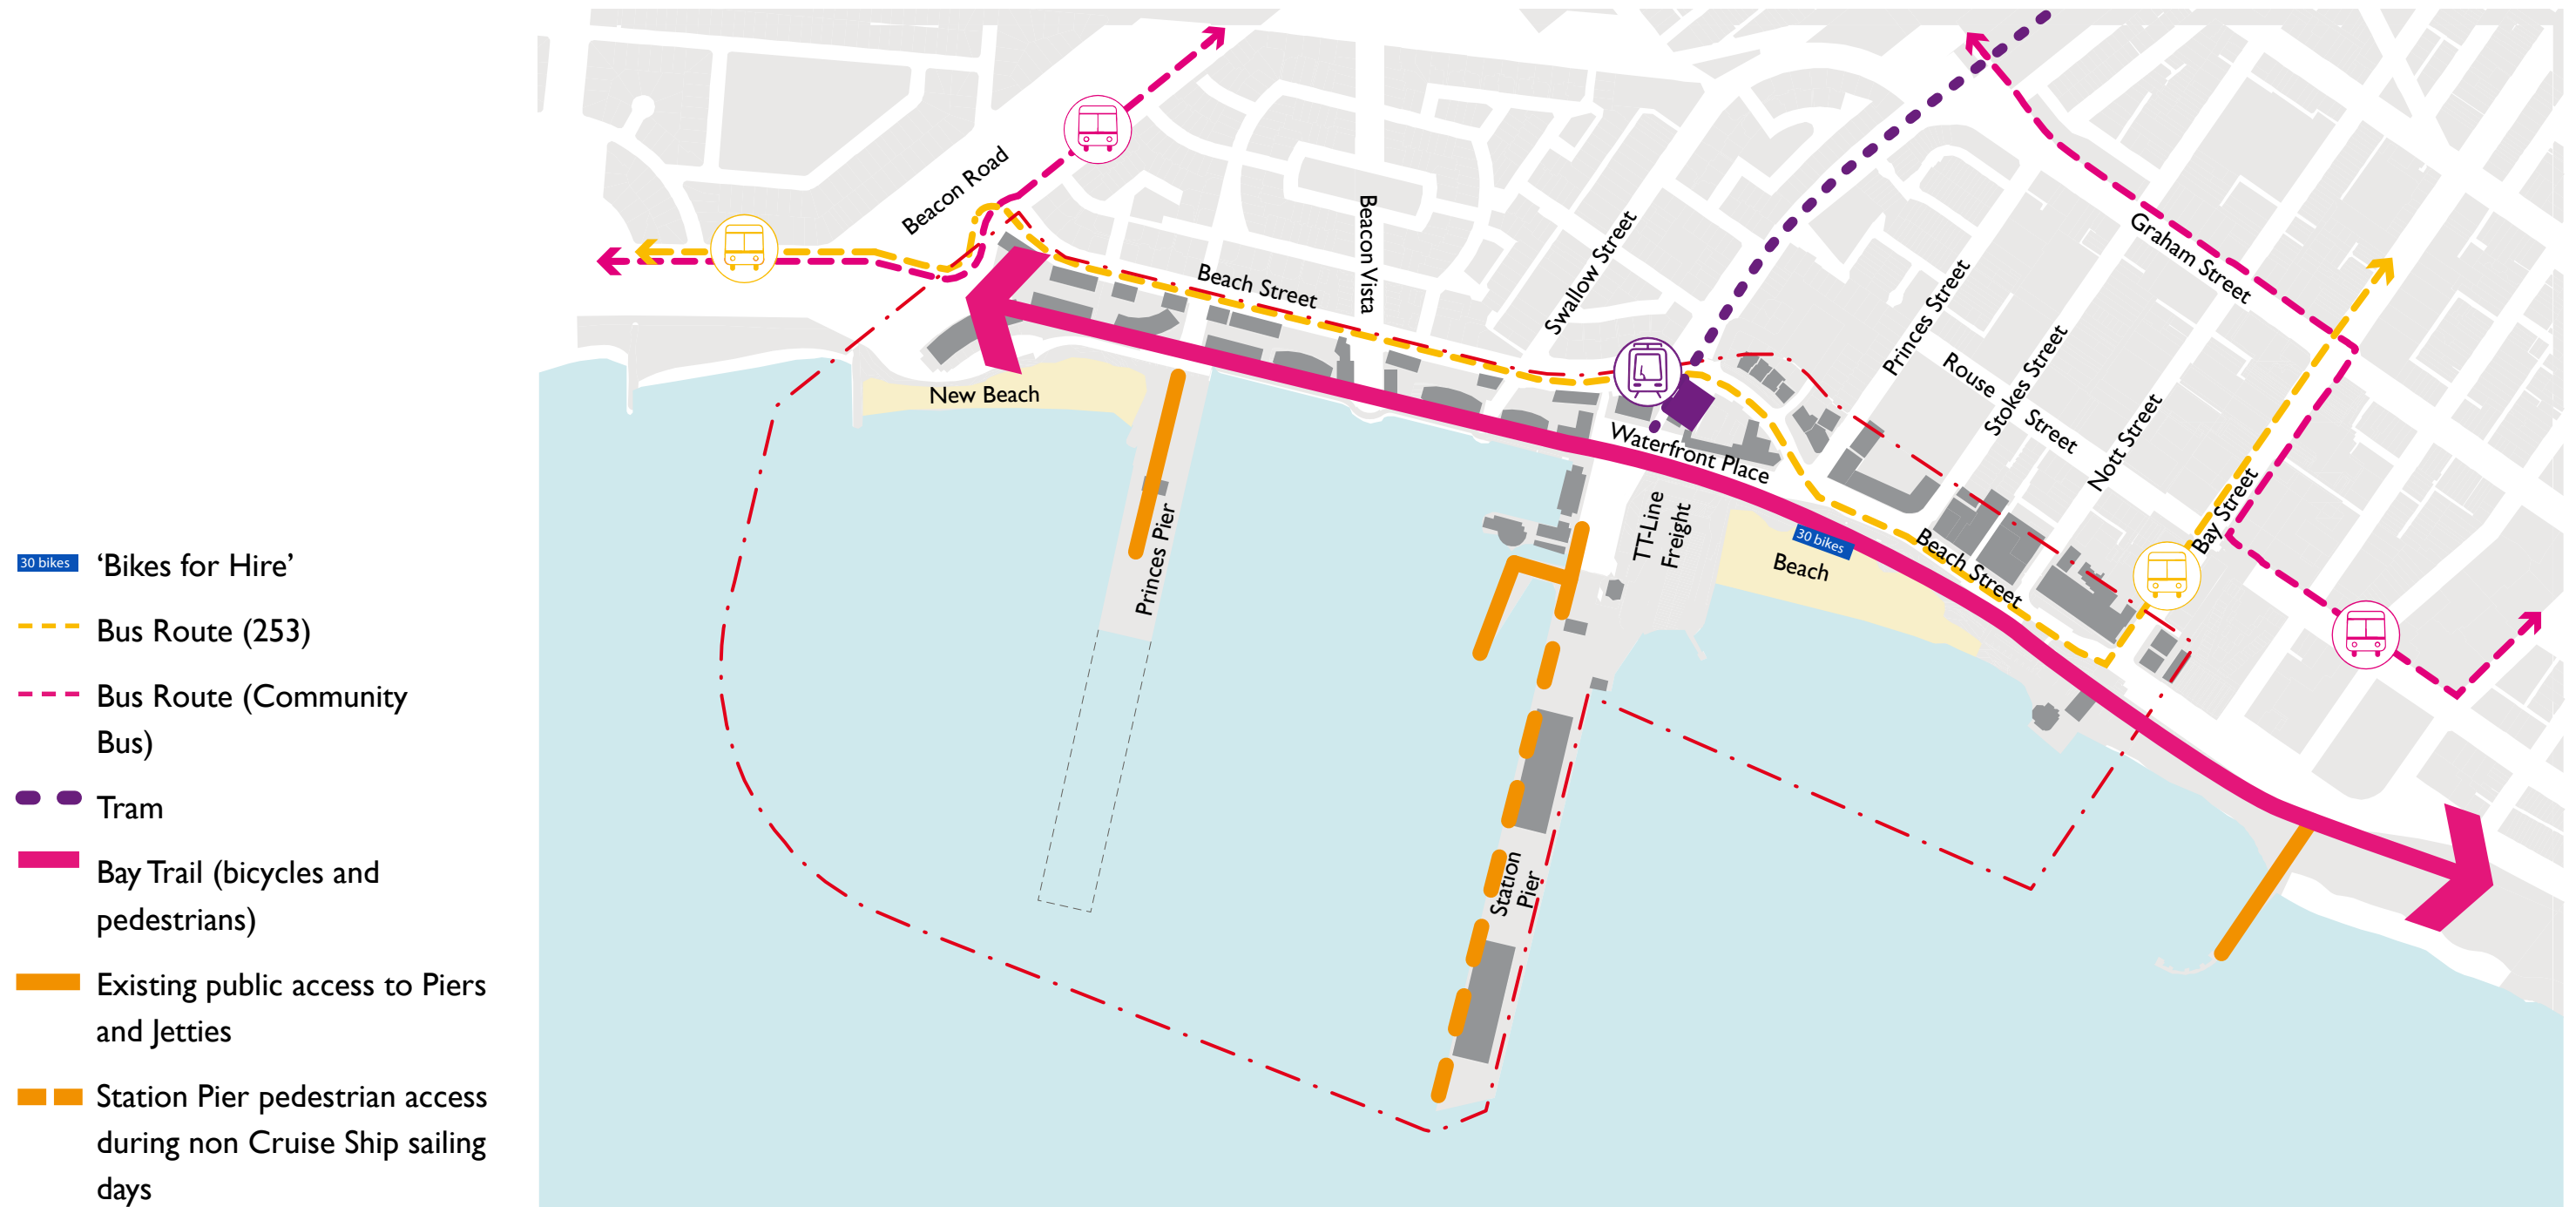 30 bikes
'Bikes for Hire'
Bus Route (253)
Bus Route (Community
Bus)
Tram
Bay Trail (bicycles and
pedestrians)
Existing public access to Piers
and Jetties
Station Pier pedestrian access
during non Cruise Ship sailing
days
Beacon Road
Beach Street
Beacon Vista
Swallow Street
Princes Street
Graham Street
Rouse
Street
Stokes Street
Nott Street
Bay Street
New Beach
Waterfront Place
Princes Pier
TT-Line
Freight
30 bikes
Beach
Beach Street
Station
Pier